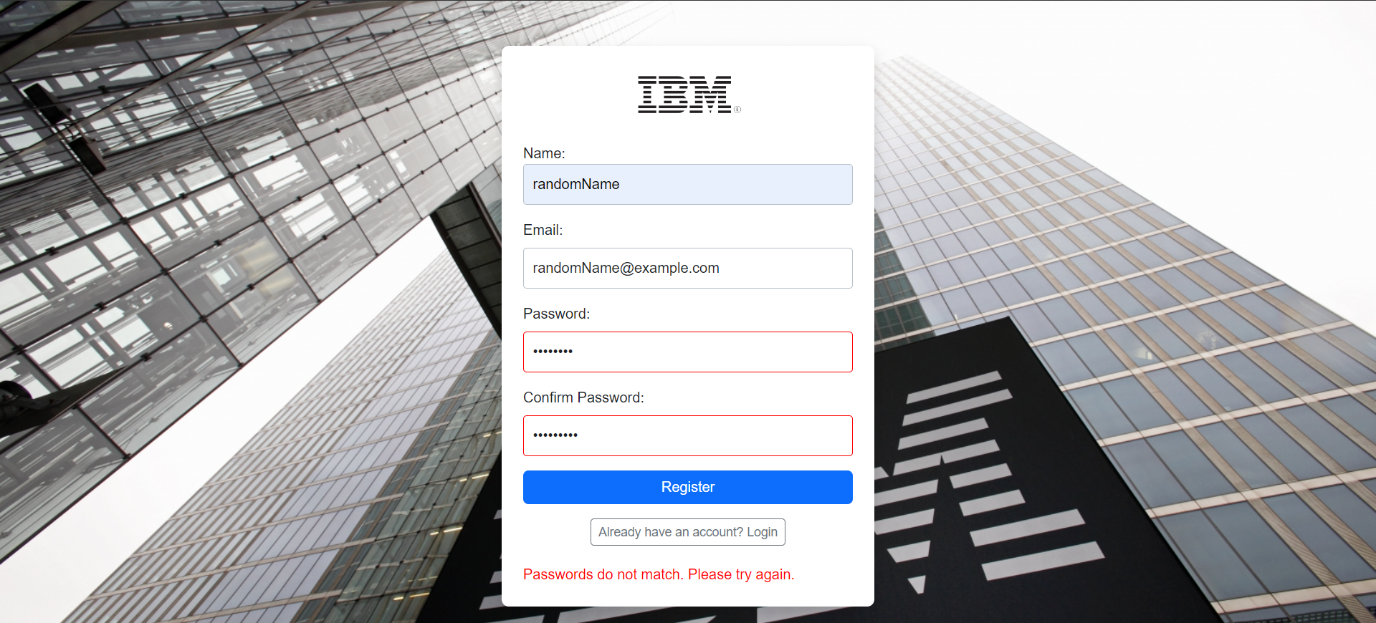 IBM
Name:
randomName
Email:
randomName@example.com
Password:
••••••••
Confirm Password:
•••••••••
Register
Already have an account? Login
Passwords do not match. Please try again.